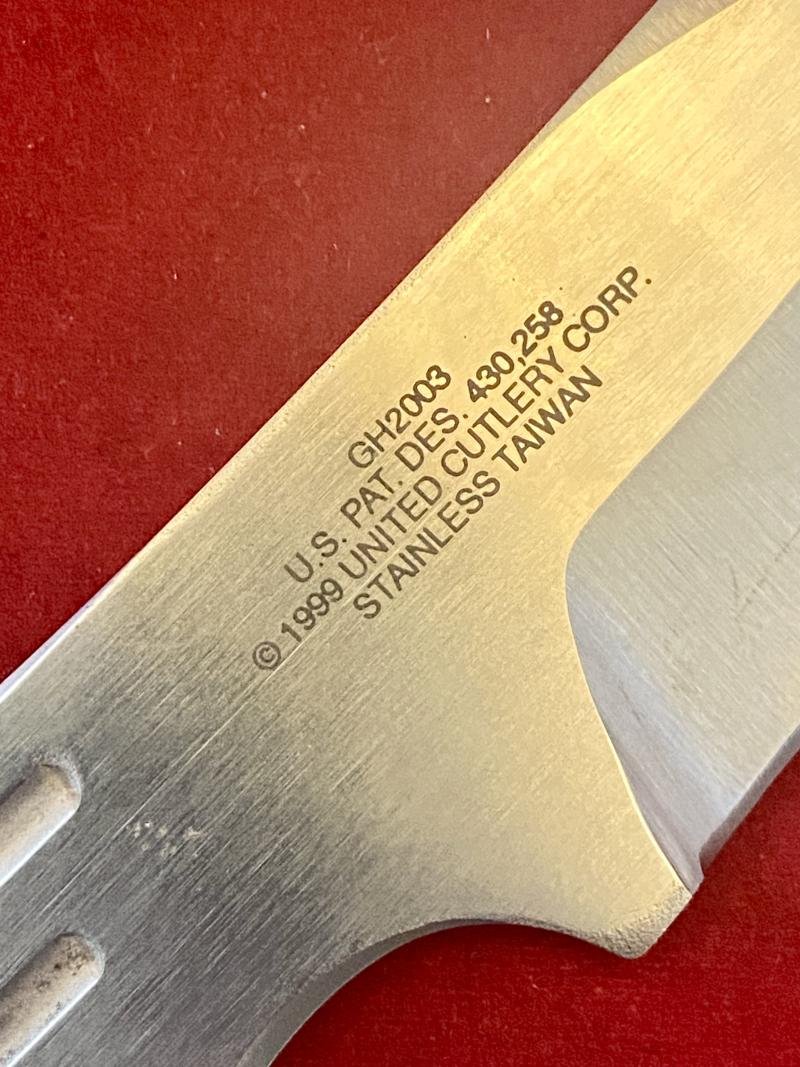 GH2003
U.S. PAT. DES. 430,258
© 1999 UNITED CUTLERY CORP.
STAINLESS TAIWAN